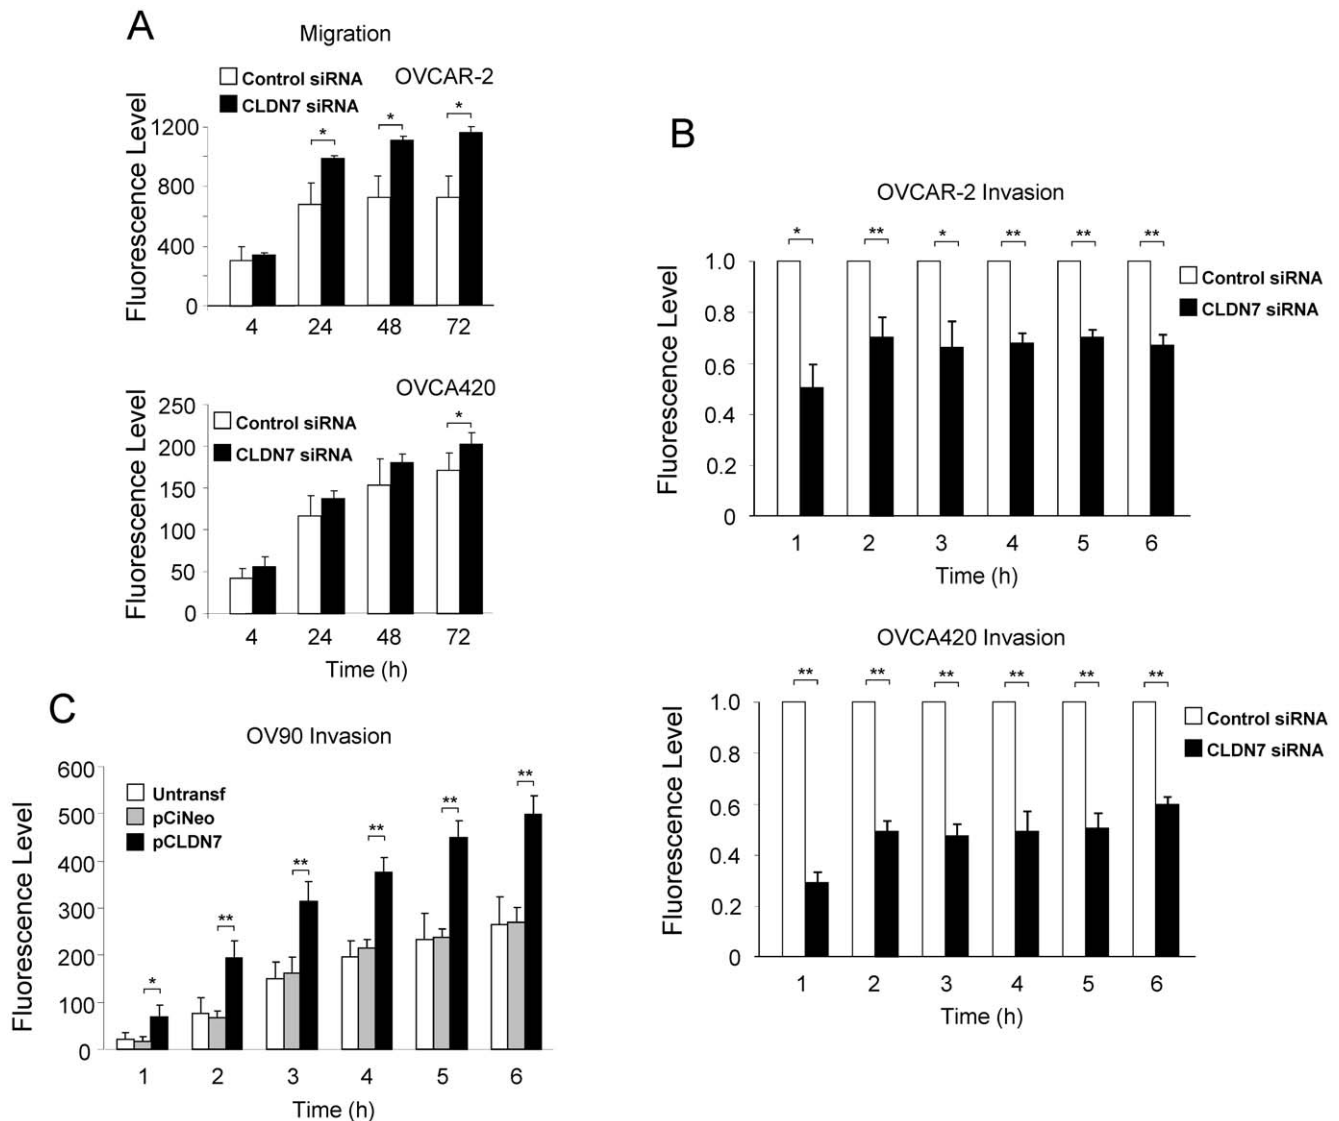 A
Migration
Control siRNA
OVCAR-2
CLDN7 siRNA
* * *
Fluorescence Level
1200
800
400
0
4 24 48 72
OVCA420
Control siRNA
CLDN7 siRNA
*
Fluorescence Level
250
200
150
100
50
0
4 24 48 72
Time (h)
B
OVCAR-2 Invasion
* ** * ** ** **
Control siRNA
CLDN7 siRNA
Fluorescence Level
1.0
0.8
0.6
0.4
0.2
0
1 2 3 4 5 6
Time (h)
OVCA420 Invasion
** ** ** ** ** **
Control siRNA
CLDN7 siRNA
Fluorescence Level
1.0
0.8
0.6
0.4
0.2
0
1 2 3 4 5 6
Time (h)
C
OV90 Invasion
Untransf
pCiNeo
pCLDN7
* ** ** ** ** **
Fluorescence Level
600
500
400
300
200
100
0
1 2 3 4 5 6
Time (h)